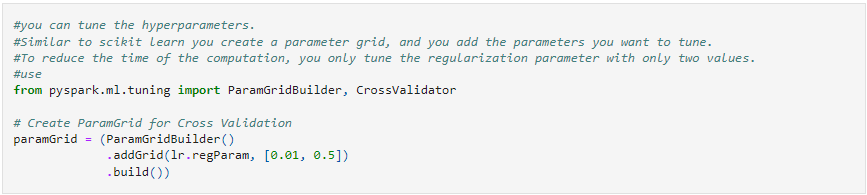 #you can tune the hyperparameters.
#Similar to scikit learn you create a parameter grid, and you add the parameters you want to tune.
#To reduce the time of the computation, you only tune the regularization parameter with only two values.
#use
from pyspark.ml.tuning import ParamGridBuilder, CrossValidator

# Create ParamGrid for Cross Validation
paramGrid = (ParamGridBuilder()
             .addGrid(lr.regParam, [0.01, 0.5])
             .build())